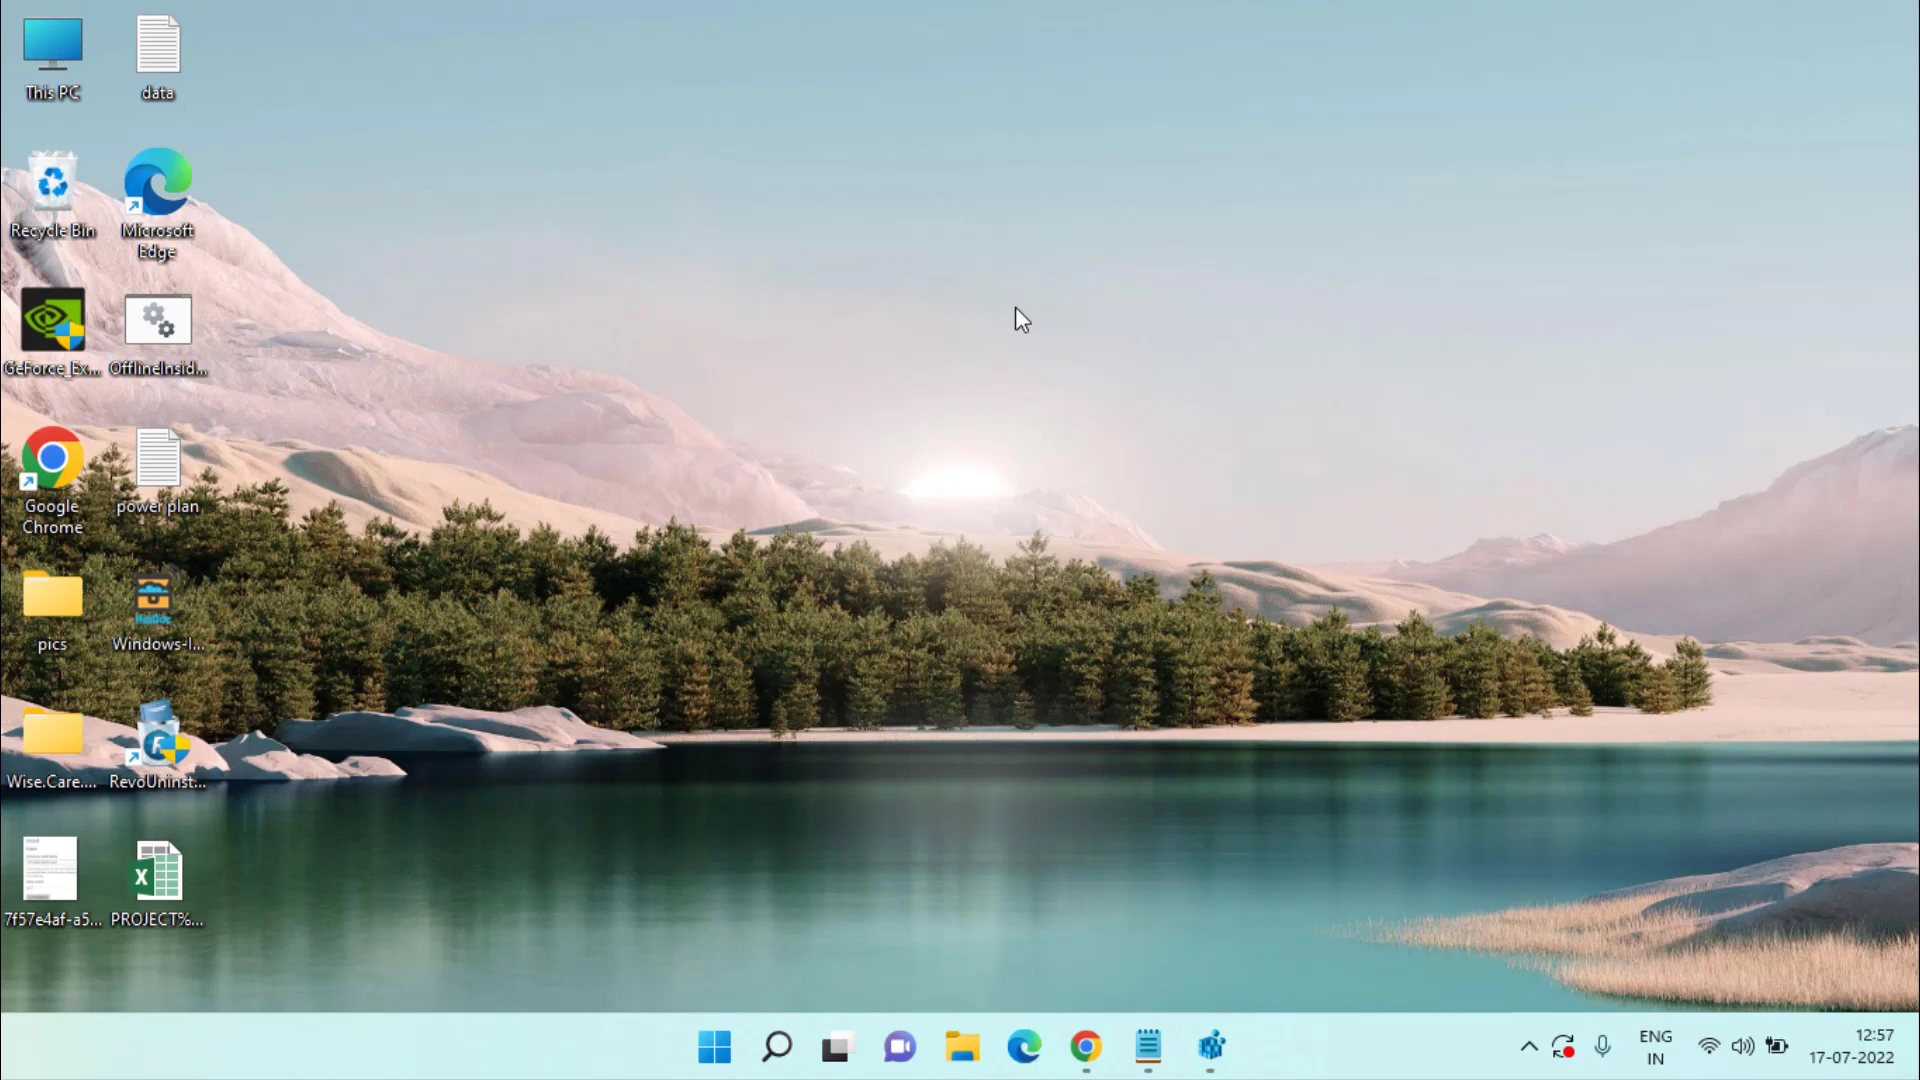 This PC
data
Recycle Bin
Microsoft
Edge
GeForce_Ex...
OfflineInsid...
Google
Chrome
power plan
pics
Windows-I...
Wise.Care....
RevoUninst...
7f57e4af-a5...
PROJECT%...
ENG
IN
12:57
17-07-2022